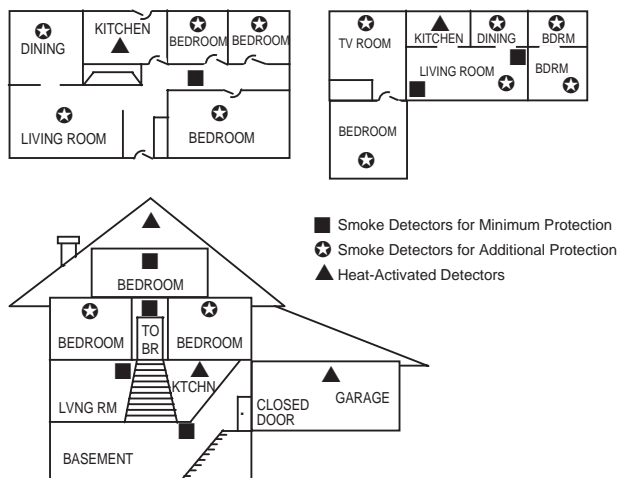 DINING
KITCHEN
BEDROOM
BEDROOM
LIVING ROOM
BEDROOM
TV ROOM
KITCHEN
DINING
BDRM
LIVING ROOM
BDRM
BEDROOM
Smoke Detectors for Minimum Protection
Smoke Detectors for Additional Protection
Heat-Activated Detectors
BEDROOM
BEDROOM
TO
BR
BEDROOM
LVNG RM
KTCHN
CLOSED
DOOR
GARAGE
BASEMENT